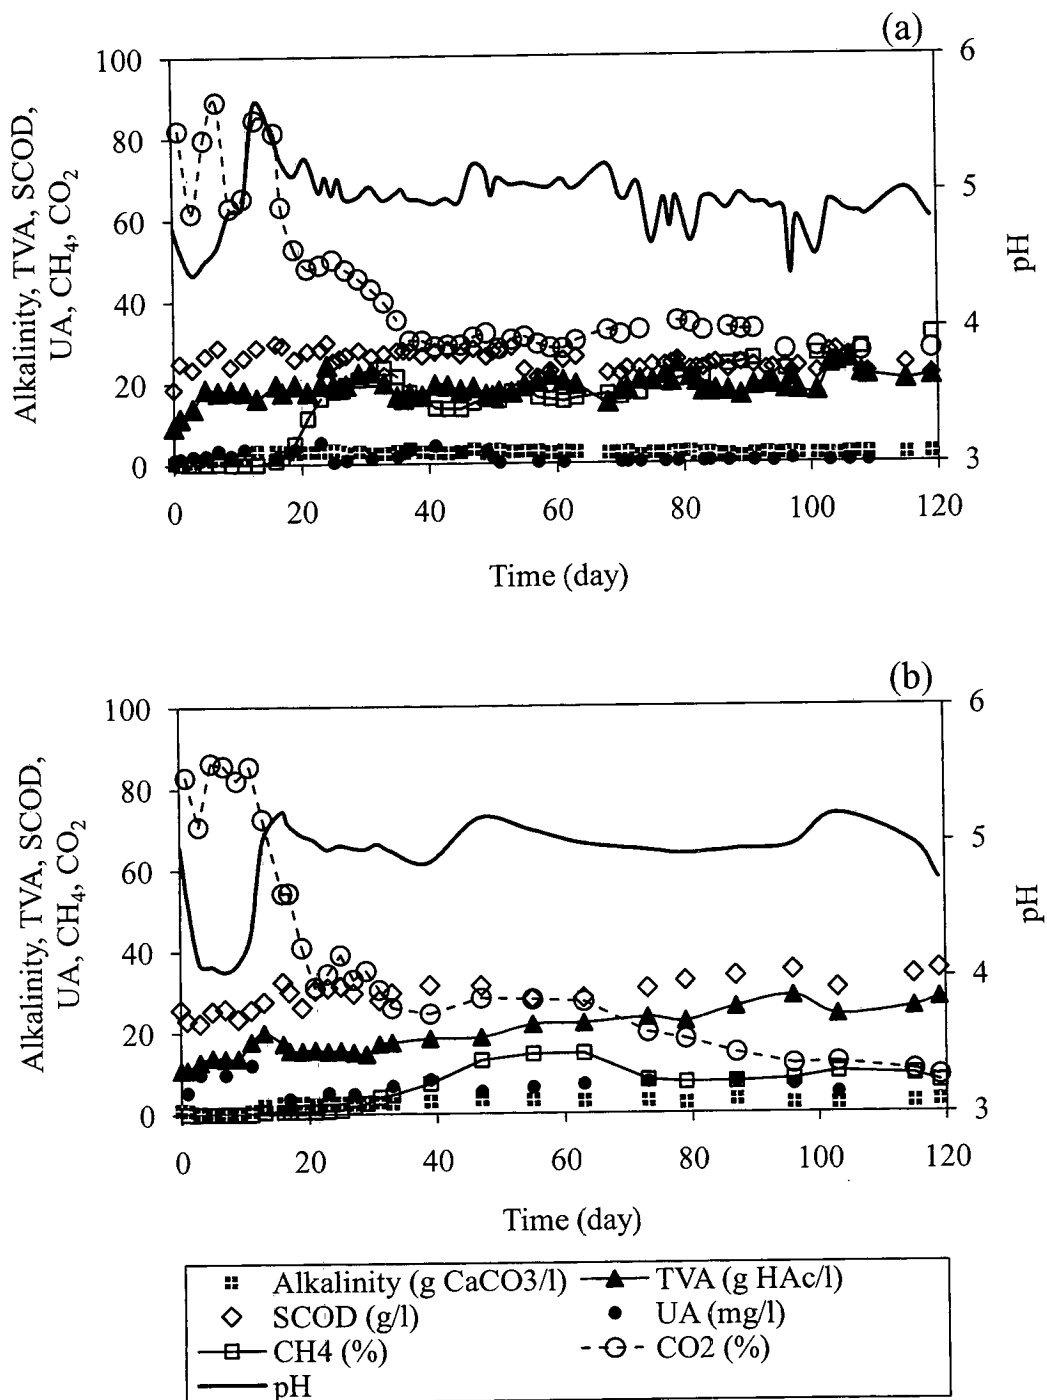 (a)
100
80
60
40
20
0
Alkalinity, TVA, SCOD,
UA, CH4, CO2
6
5
4
3
pH
0 20 40 60 80 100 120
Time (day)
(b)
100
80
60
40
20
0
Alkalinity, TVA, SCOD,
UA, CH4, CO2
6
5
4
3
pH
0 20 40 60 80 100 120
Time (day)
Alkalinity (g CaCO3/l) TVA (g HAc/l)
SCOD (g/l) UA (mg/l)
CH4 (%) CO2 (%)
pH